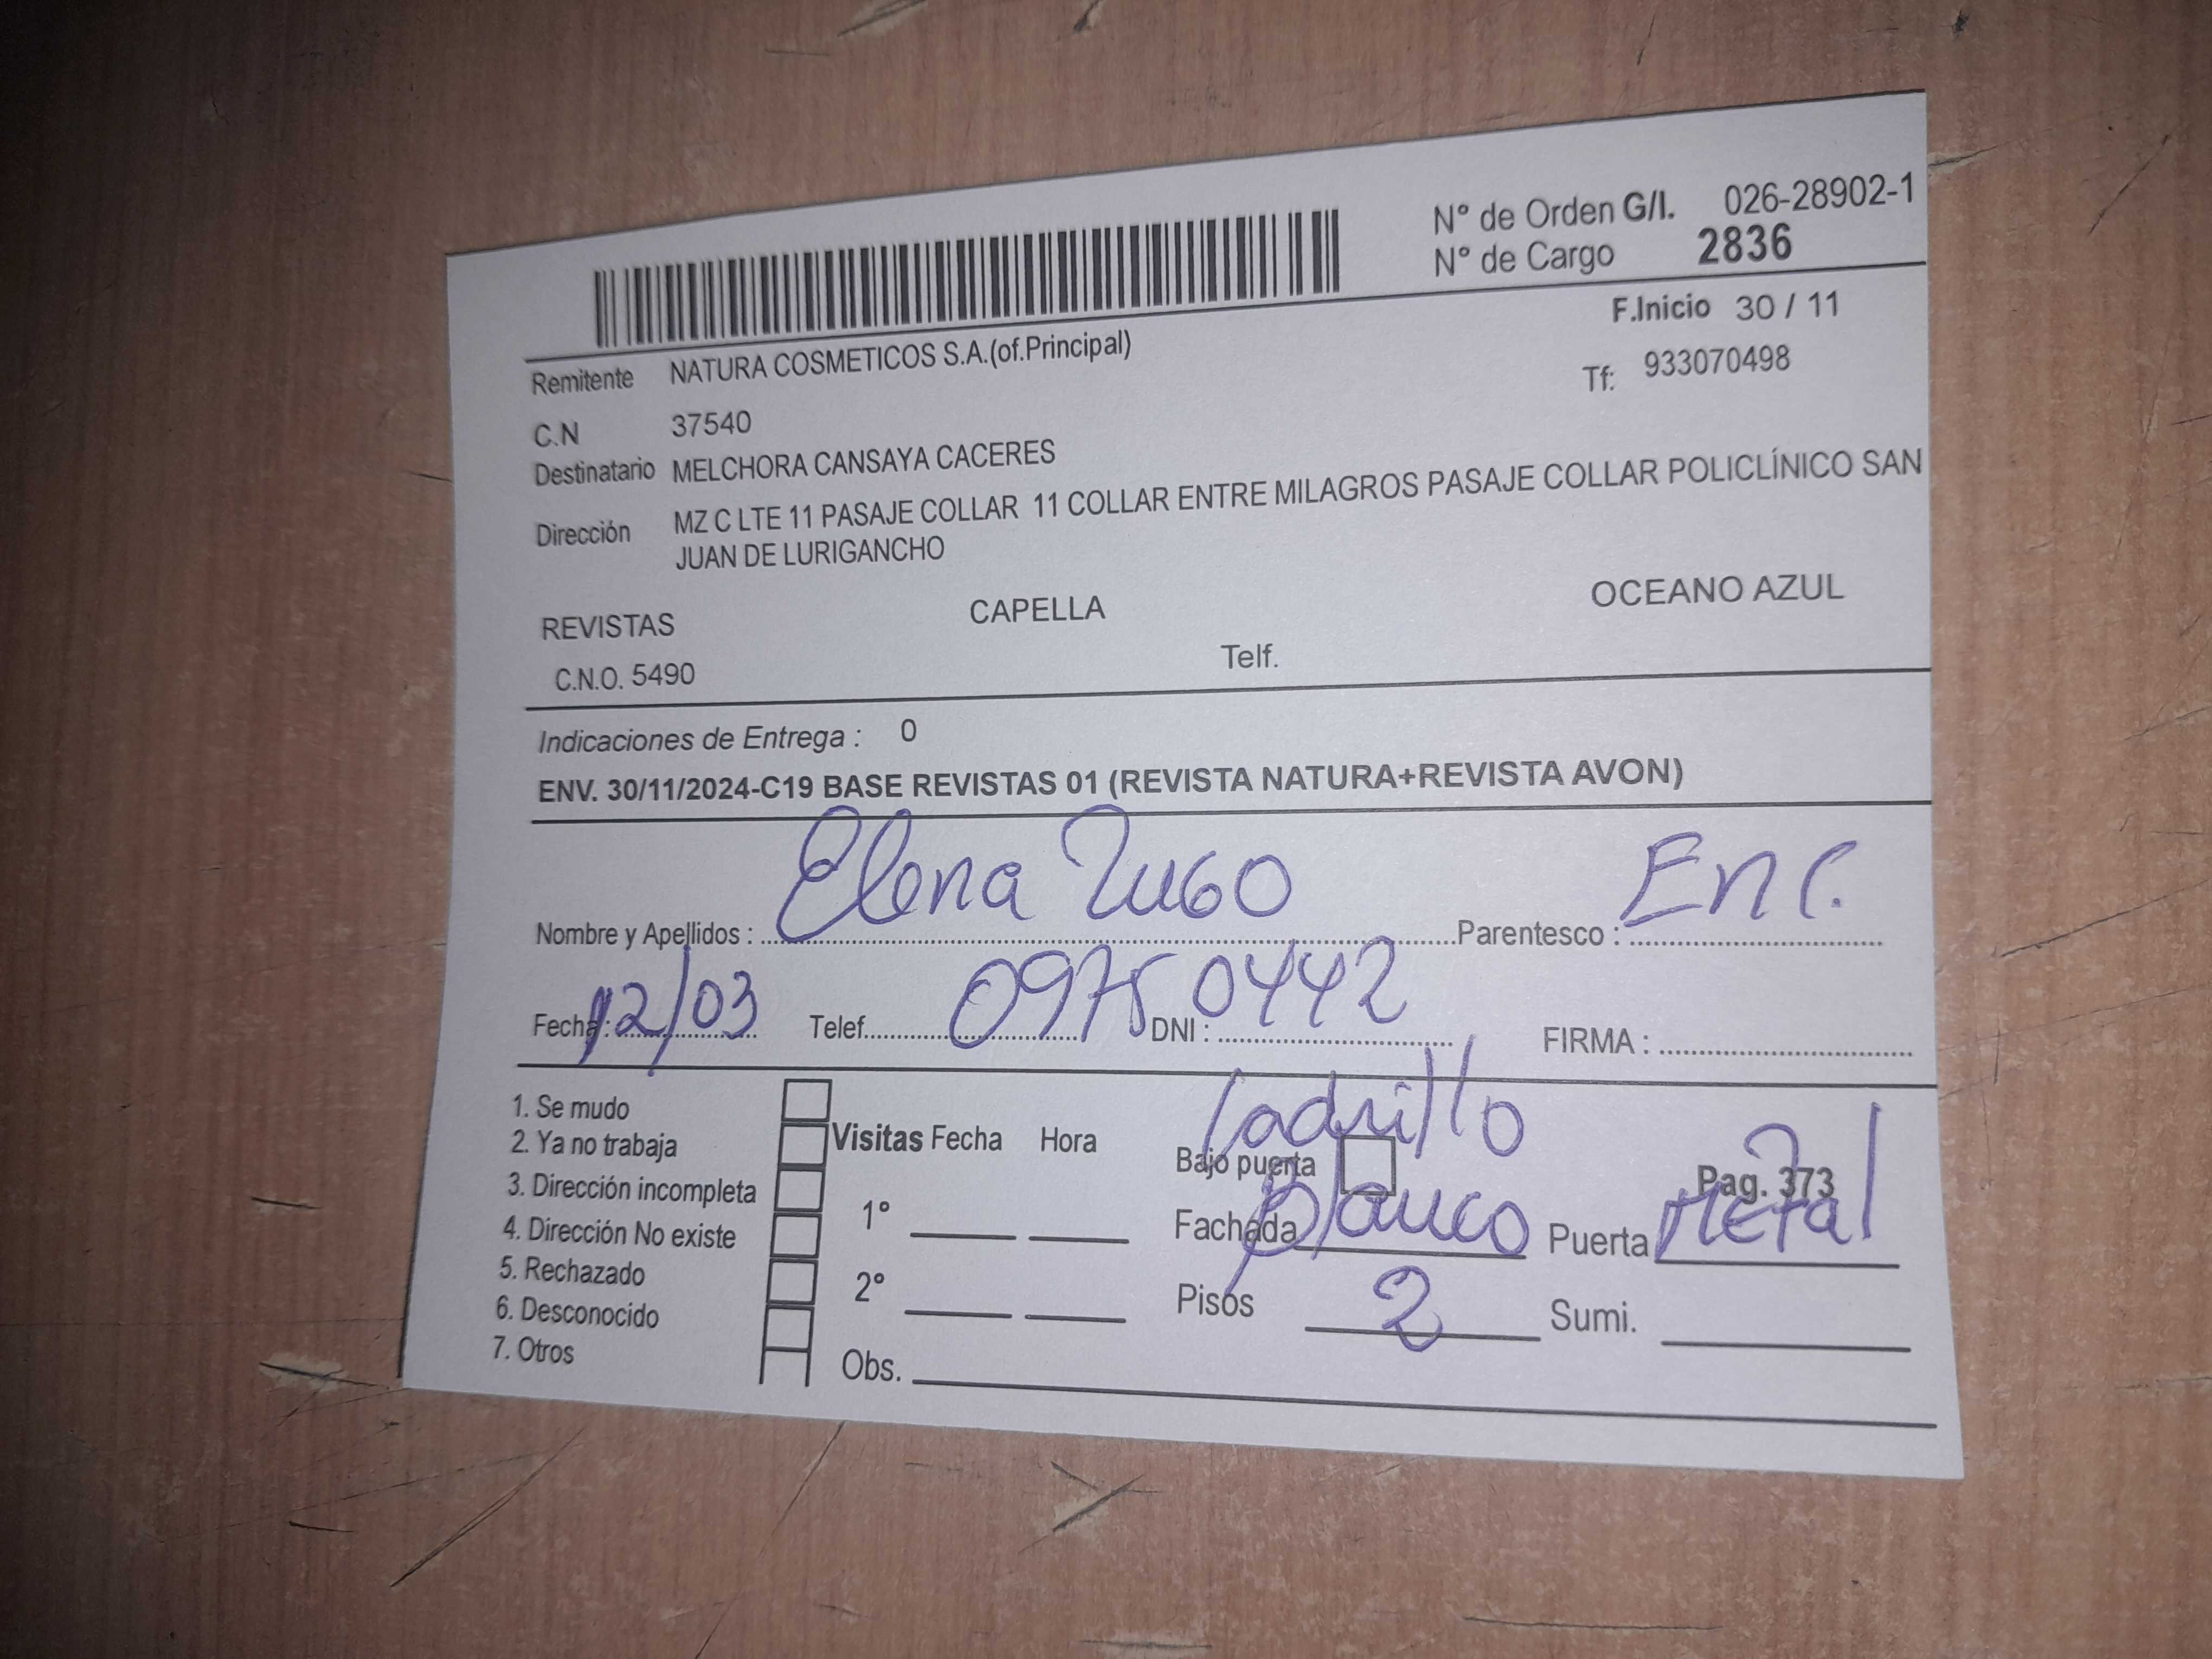 N° de Orden G/I. 026-28902-1
N° de Cargo 2836
F.Inicio 30 / 11
Remitente NATURA COSMETICOS S.A.(of.Principal)
Tf: 933070498
C.N 37540
Destinatario MELCHORA CANSAYA CACERES
Dirección MZ C LTE 11 PASAJE COLLAR 11 COLLAR ENTRE MILAGROS PASAJE COLLAR POLICLÍNICO SAN
JUAN DE LURIGANCHO
REVISTAS CAPELLA OCEANO AZUL
C.N.O. 5490 Telf.
Indicaciones de Entrega : 0
ENV. 30/11/2024-C19 BASE REVISTAS 01 (REVISTA NATURA+REVISTA AVON)
Nombre y Apellidos : Elena Parentesco : Enc.
Fecha : 12/03 Telef. DNI : 09750442 FIRMA :
1. Se mudo
2. Ya no trabaja
3. Dirección incompleta
4. Dirección No existe
5. Rechazado
6. Desconocido
7. Otros
Visitas Fecha Hora
1°
2°
Obs.
ladrillo
Bajo puerta Pag. 373
Fachada blanco Puerta Metal
Pisos 2 Sumi.